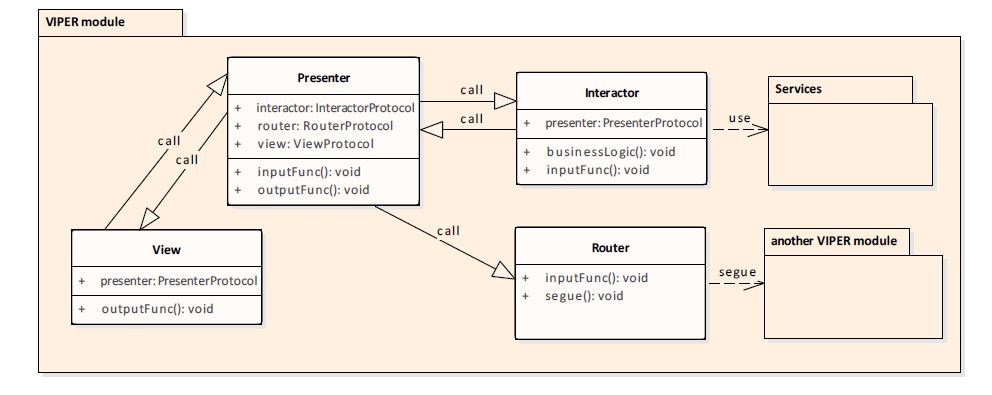 VIPER module
Presenter
+ interactor: InteractorProtocol
+ router: RouterProtocol
+ view: ViewProtocol
+ inputFunc(): void
+ outputFunc(): void
call
call
Interactor
+ presenter: PresenterProtocol
+ businessLogic(): void
+ inputFunc(): void
use
Services
call
call
call
View
+ presenter: PresenterProtocol
+ outputFunc(): void
Router
+ inputFunc(): void
+ segue(): void
segue
another VIPER module